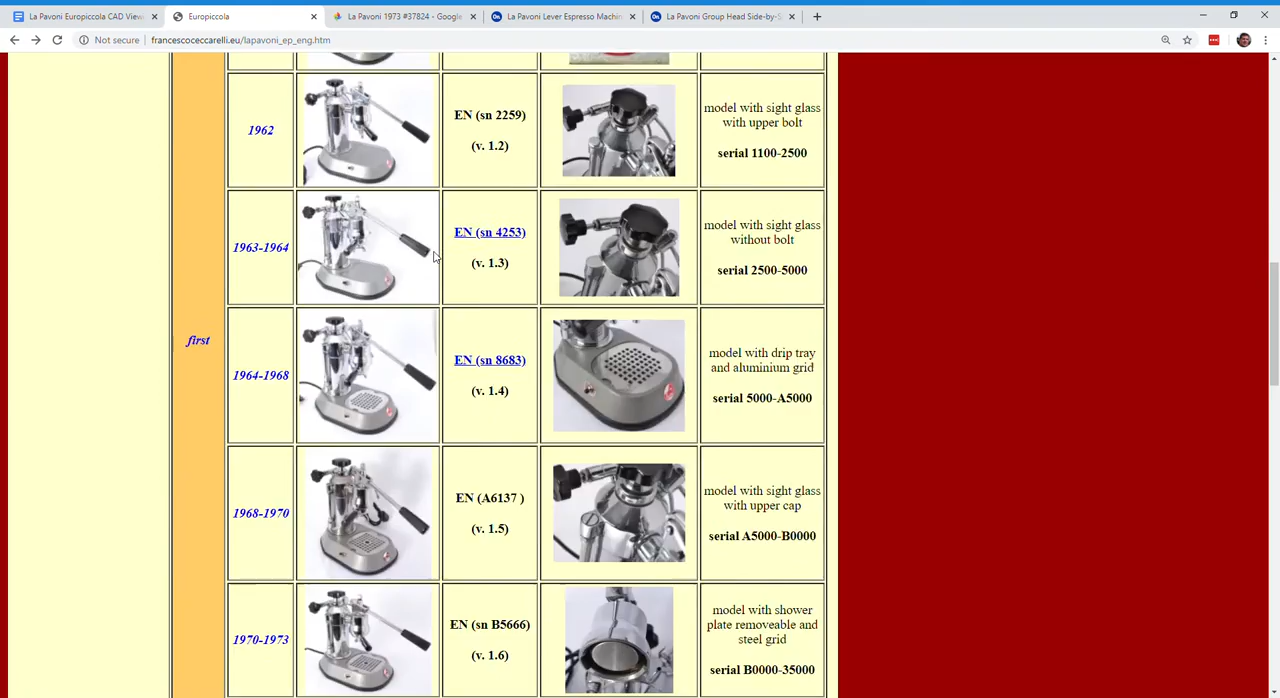 La Pavoni Europiccola CAD View
Europiccola
La Pavoni 1973 #37824 - Google
La Pavoni Lever Espresso Machin
La Pavoni Group Head Side-by-S
Not secure
francescoceccarelli.eu/lapavoni_ep_eng.htm
first
1962
EN (sn 2259)
(v. 1.2)
model with sight glass
with upper bolt
serial 1100-2500
1963-1964
EN (sn 4253)
(v. 1.3)
model with sight glass
without bolt
serial 2500-5000
1964-1968
EN (sn 8683)
(v. 1.4)
model with drip tray
and aluminium grid
serial 5000-A5000
1968-1970
EN (A6137 )
(v. 1.5)
model with sight glass
with upper cap
serial A5000-B0000
1970-1973
EN (sn B5666)
(v. 1.6)
model with shower
plate removeable and
steel grid
serial B0000-35000